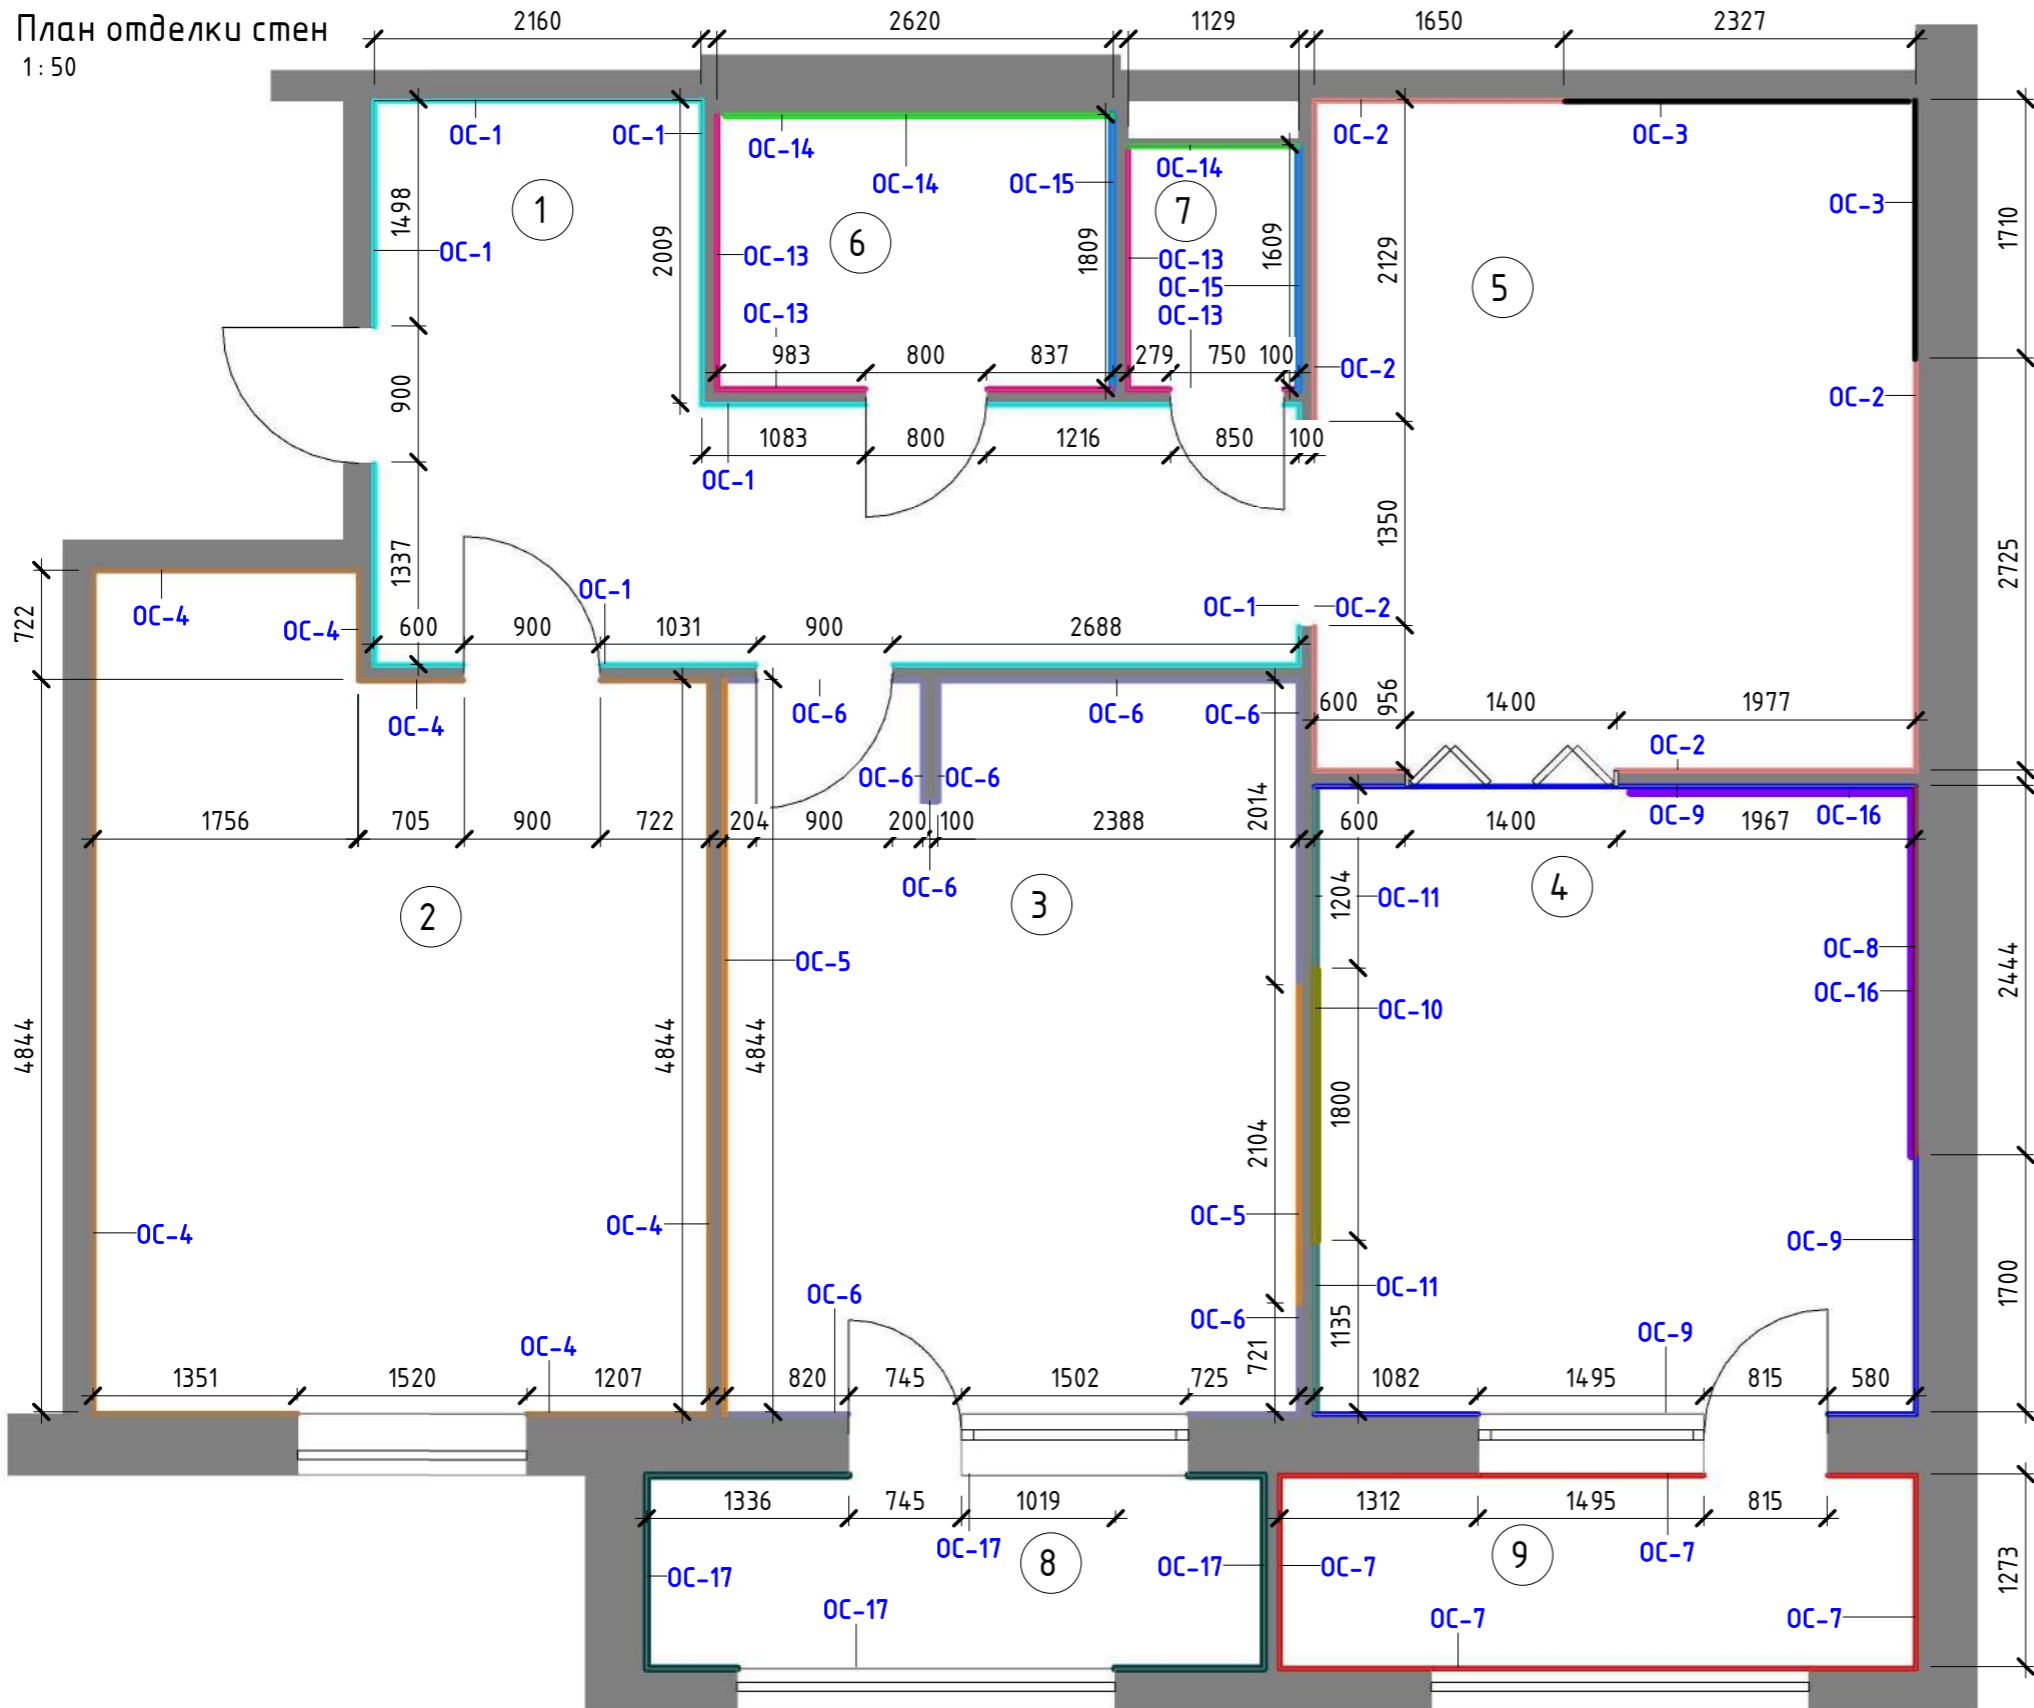 План отделки стен
1 : 50
2160 2620 1129 1650 2327
ОС-1 ОС-1 ОС-14 ОС-2 ОС-3
ОС-14 ОС-15 ОС-14 ОС-3
1498 1 2009 6 1809 7 1609 2129 5 1710
ОС-1 ОС-13 ОС-13
ОС-15
ОС-13 ОС-13
983 800 837 279 750 100
ОС-2 ОС-2
900
1083 800 1216 850 100
ОС-1
1337 1350 2725
ОС-1 ОС-1 ОС-2
ОС-4 ОС-4
722 600 900 1031 900 2688
ОС-4 ОС-6 ОС-6 ОС-6
600 956 1400 1977
ОС-2
ОС-6 ОС-6
2014
1756 705 900 722 204 900 200 100 2388 600 1400 1967
ОС-9 ОС-16
ОС-6
2 3 4
1204 ОС-11
ОС-5 ОС-8
2444
ОС-16
ОС-10
4844 4844 4844
1800
2104
ОС-4 ОС-4 ОС-5 ОС-9
ОС-6 ОС-11
1700
ОС-4 ОС-6 1135 ОС-9
721
1351 1520 1207 820 745 1502 725 1082 1495 815 580
1336 745 1019 1312 1495 815
ОС-17 8 9 ОС-7
ОС-17 ОС-17 ОС-7 1273
ОС-17 ОС-7 ОС-7